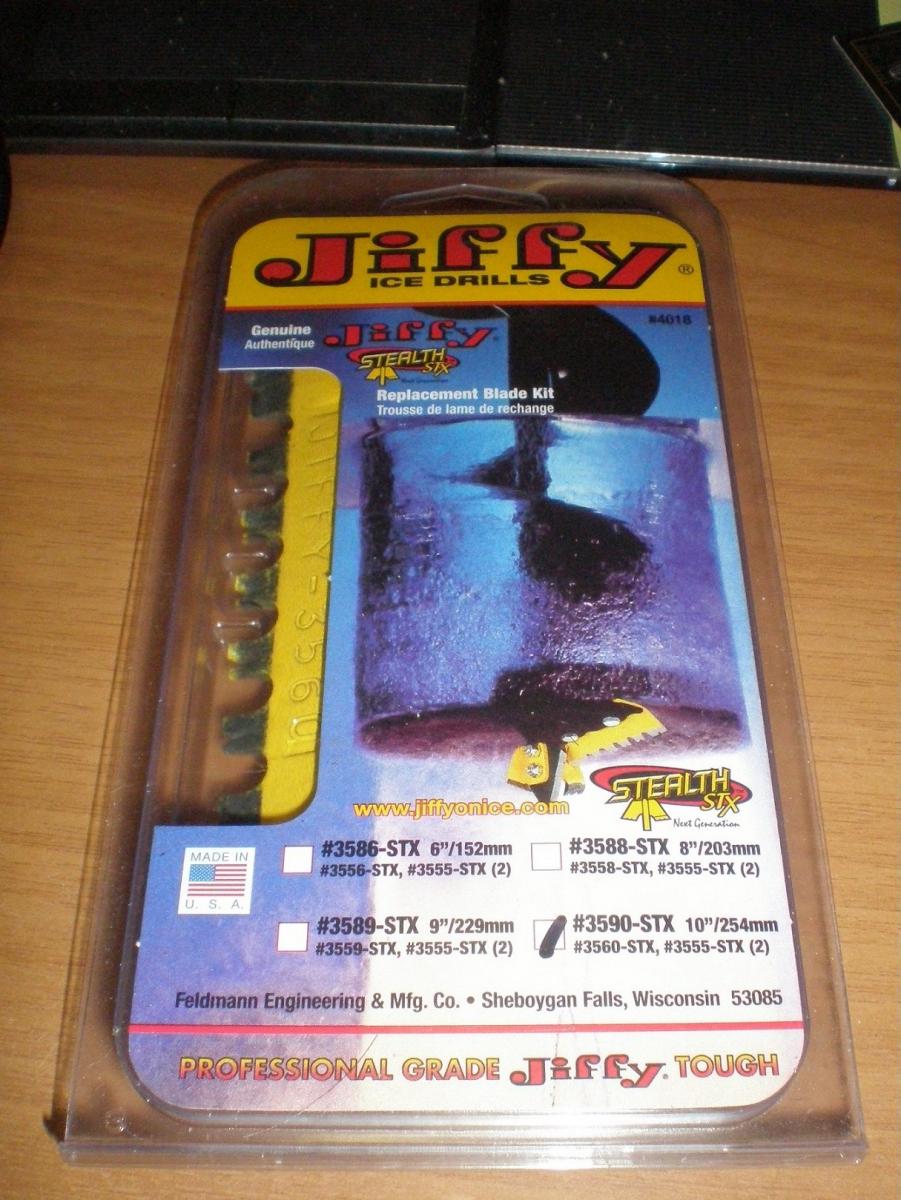 Jiffy®
ICE DRILLS
#4018
Genuine
Authentique
Jiffy®
STEALTH
STX
Next Generation
Replacement Blade Kit
Trousse de lame de rechange
JIFFY-3560
www.jiffyonice.com
STEALTH
STX
Next Generation
MADE IN
U. S. A.
#3586-STX 6"/152mm
#3556-STX, #3555-STX (2)
#3588-STX 8"/203mm
#3558-STX, #3555-STX (2)
#3589-STX 9"/229mm
#3559-STX, #3555-STX (2)
#3590-STX 10"/254mm
#3560-STX, #3555-STX (2)
Feldmann Engineering & Mfg. Co. • Sheboygan Falls, Wisconsin 53085
PROFESSIONAL GRADE Jiffy® TOUGH